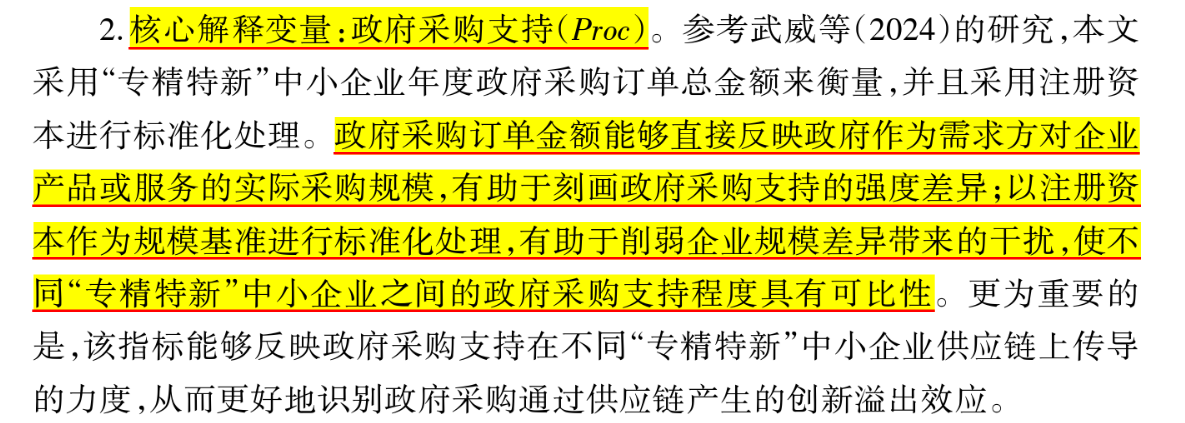 2. 核心解释变量:政府采购支持(Proc)。参考武威等(2024)的研究,本文
采用“专精特新”中小企业年度政府采购订单总金额来衡量,并且采用注册资
本进行标准化处理。政府采购订单金额能够直接反映政府作为需求方对企业
产品或服务的实际采购规模,有助于刻画政府采购支持的强度差异;以注册资
本作为规模基准进行标准化处理,有助于削弱企业规模差异带来的干扰,使不
同“专精特新”中小企业之间的政府采购支持程度具有可比性。更为重要的
是,该指标能够反映政府采购支持在不同“专精特新”中小企业供应链上传导
的力度,从而更好地识别政府采购通过供应链产生的创新溢出效应。